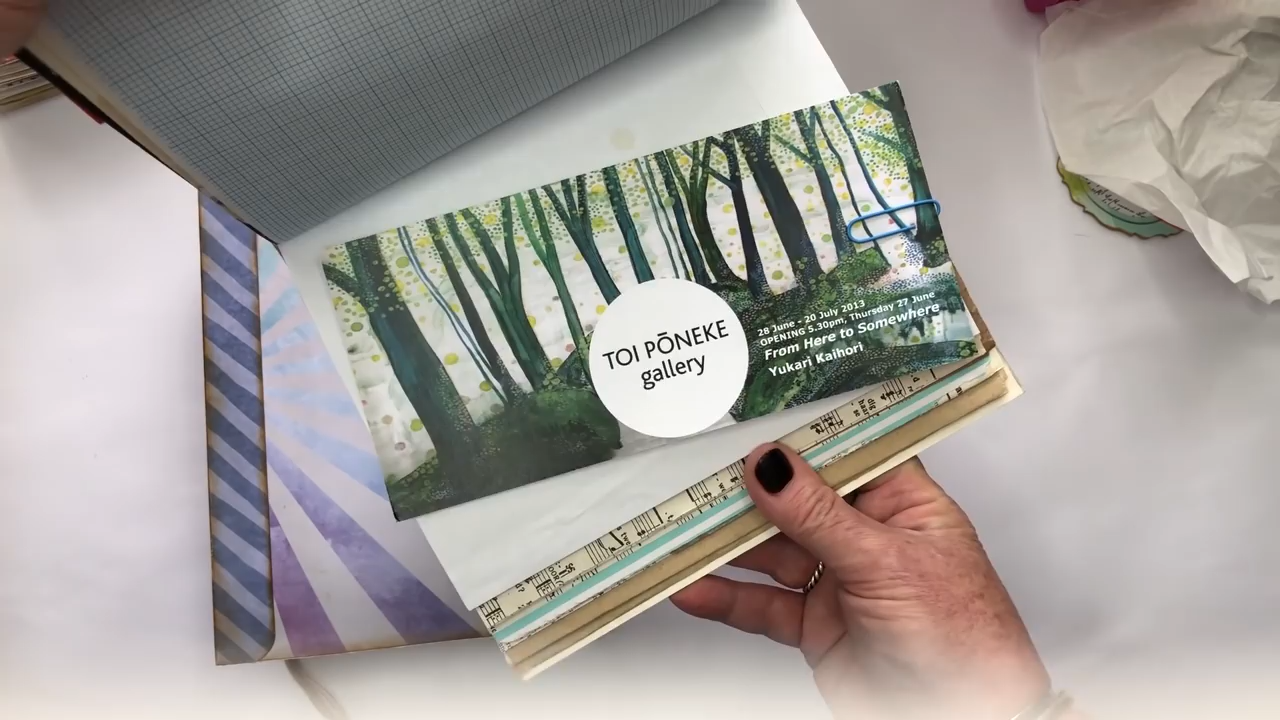 TOI PŌNEKE
gallery
28 June - 20 July 2013
OPENING 5.30pm, Thursday 27 June
From Here to Somewhere
Yukari Kaihori